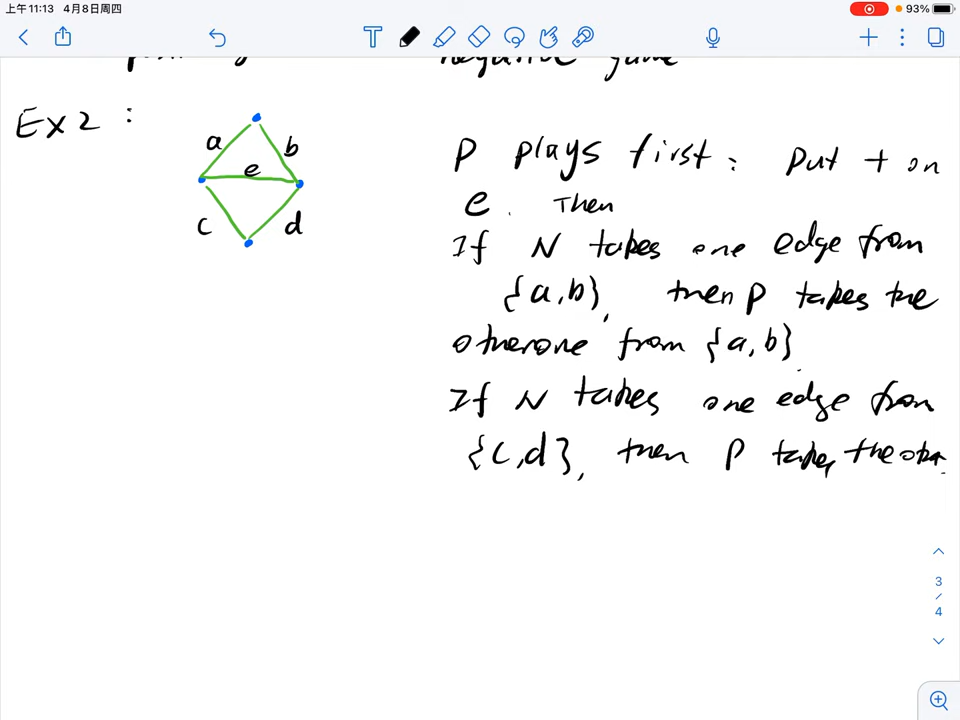 上午11:13 4月8日周四
93%
T
negative game
Ex2 :
a
b
e
c
d
P plays first : Put + on
e. Then
If N takes one edge from
{a,b}, then P takes the
otherone from {a,b}.
If N takes one edge from
{c,d}, then P takes the
3
/
4